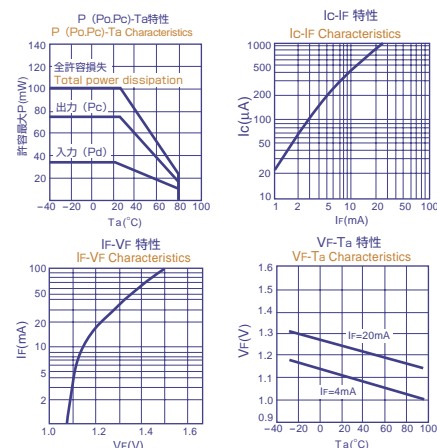 P（Po.Pc）-Ta特性
P（Po.Pc)-Ta Characteristics
許容最大P(mW)
140
120
100
80
60
40
20
全許容損失
Total power dissipation
出力（Pc）
入力（Pd）
-40 -20 0 20 40 60 80 100
Ta(℃)
Ic-IF 特性
Ic-IF Characteristics
Ic(μA)
1000
500
200
100
50
20
10
1 2 5 10 20 50 100
IF(mA)
IF-VF 特性
IF-VF Characteristics
IF(mA)
100
50
20
10
5
2
1.0 1.2 1.4 1.6
VF(V)
VF-Ta 特性
VF-Ta Characteristics
VF(V)
1.6
1.5
1.4
1.3
1.2
1.1
1.0
0.9
IF=20mA
IF=4mA
-40 -20 0 20 40 60 80 100
Ta(℃)